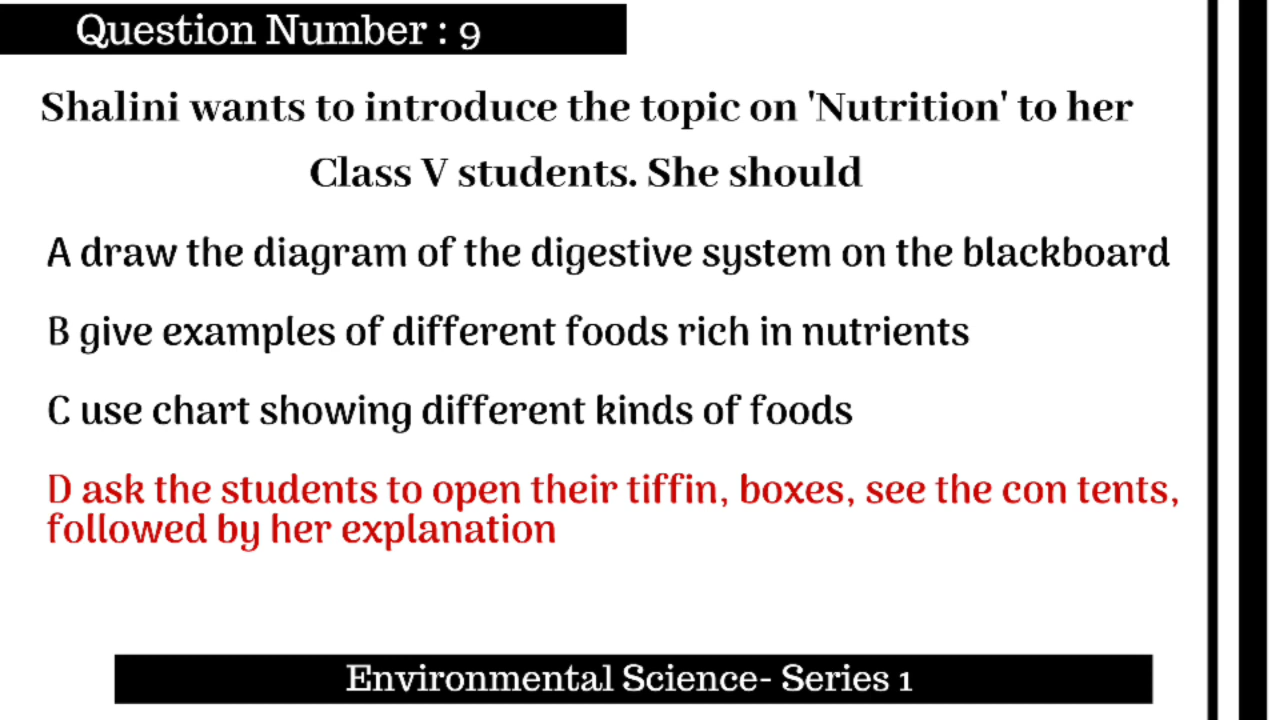 Question Number : 9
Shalini wants to introduce the topic on 'Nutrition' to her
Class V students. She should
A draw the diagram of the digestive system on the blackboard
B give examples of different foods rich in nutrients
C use chart showing different kinds of foods
D ask the students to open their tiffin, boxes, see the con tents,
followed by her explanation
Environmental Science- Series 1